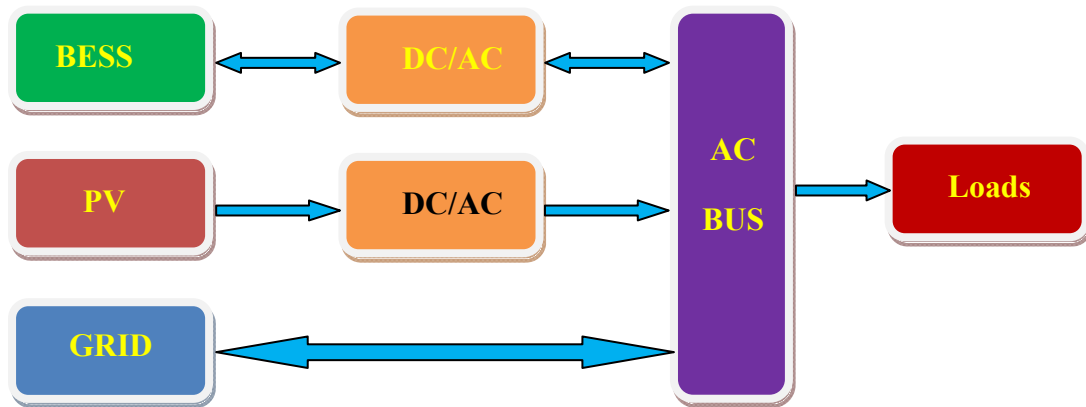 BESS
DC/AC
PV
DC/AC
GRID
AC
BUS
Loads